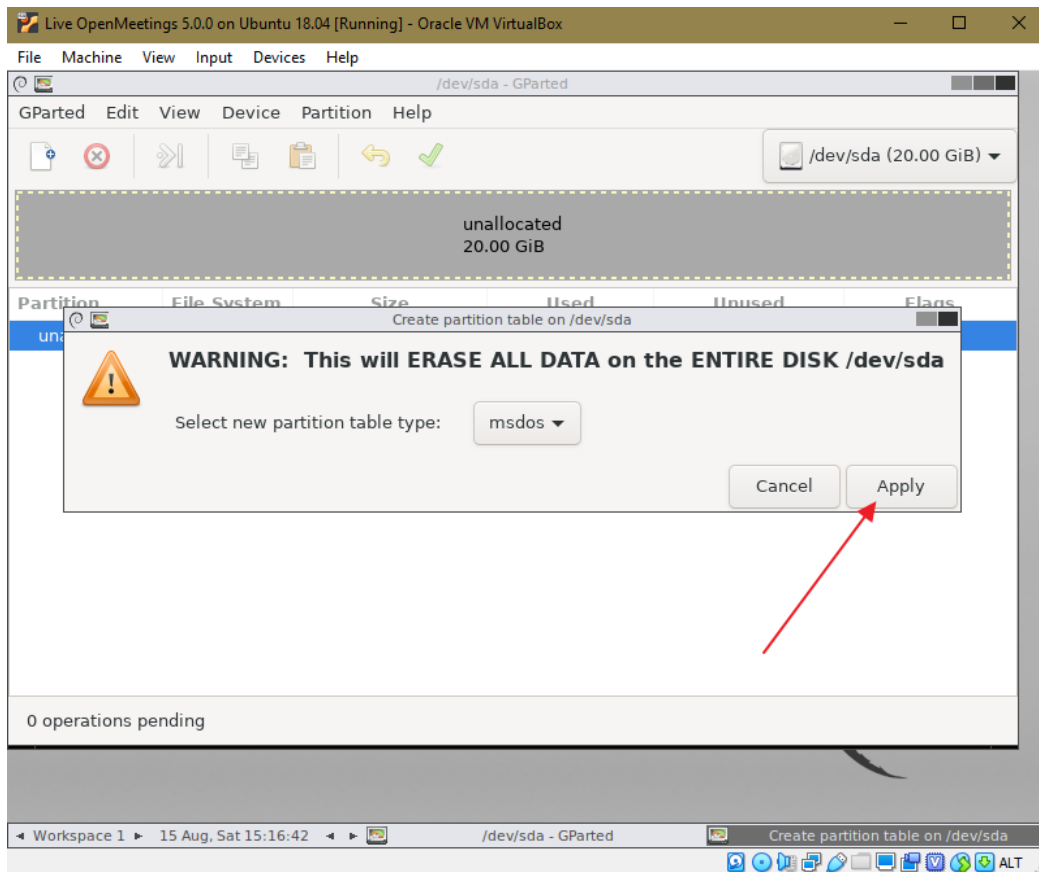 Live OpenMeetings 5.0.0 on Ubuntu 18.04 [Running] - Oracle VM VirtualBox
File Machine View Input Devices Help
/dev/sda - GParted
GParted Edit View Device Partition Help
/dev/sda (20.00 GiB)
unallocated
20.00 GiB
Partition File System Size Used Unused Flags
una
Create partition table on /dev/sda
WARNING: This will ERASE ALL DATA on the ENTIRE DISK /dev/sda
Select new partition table type: msdos
Cancel Apply
0 operations pending
Workspace 1 15 Aug, Sat 15:16:42 /dev/sda - GParted Create partition table on /dev/sda
ALT